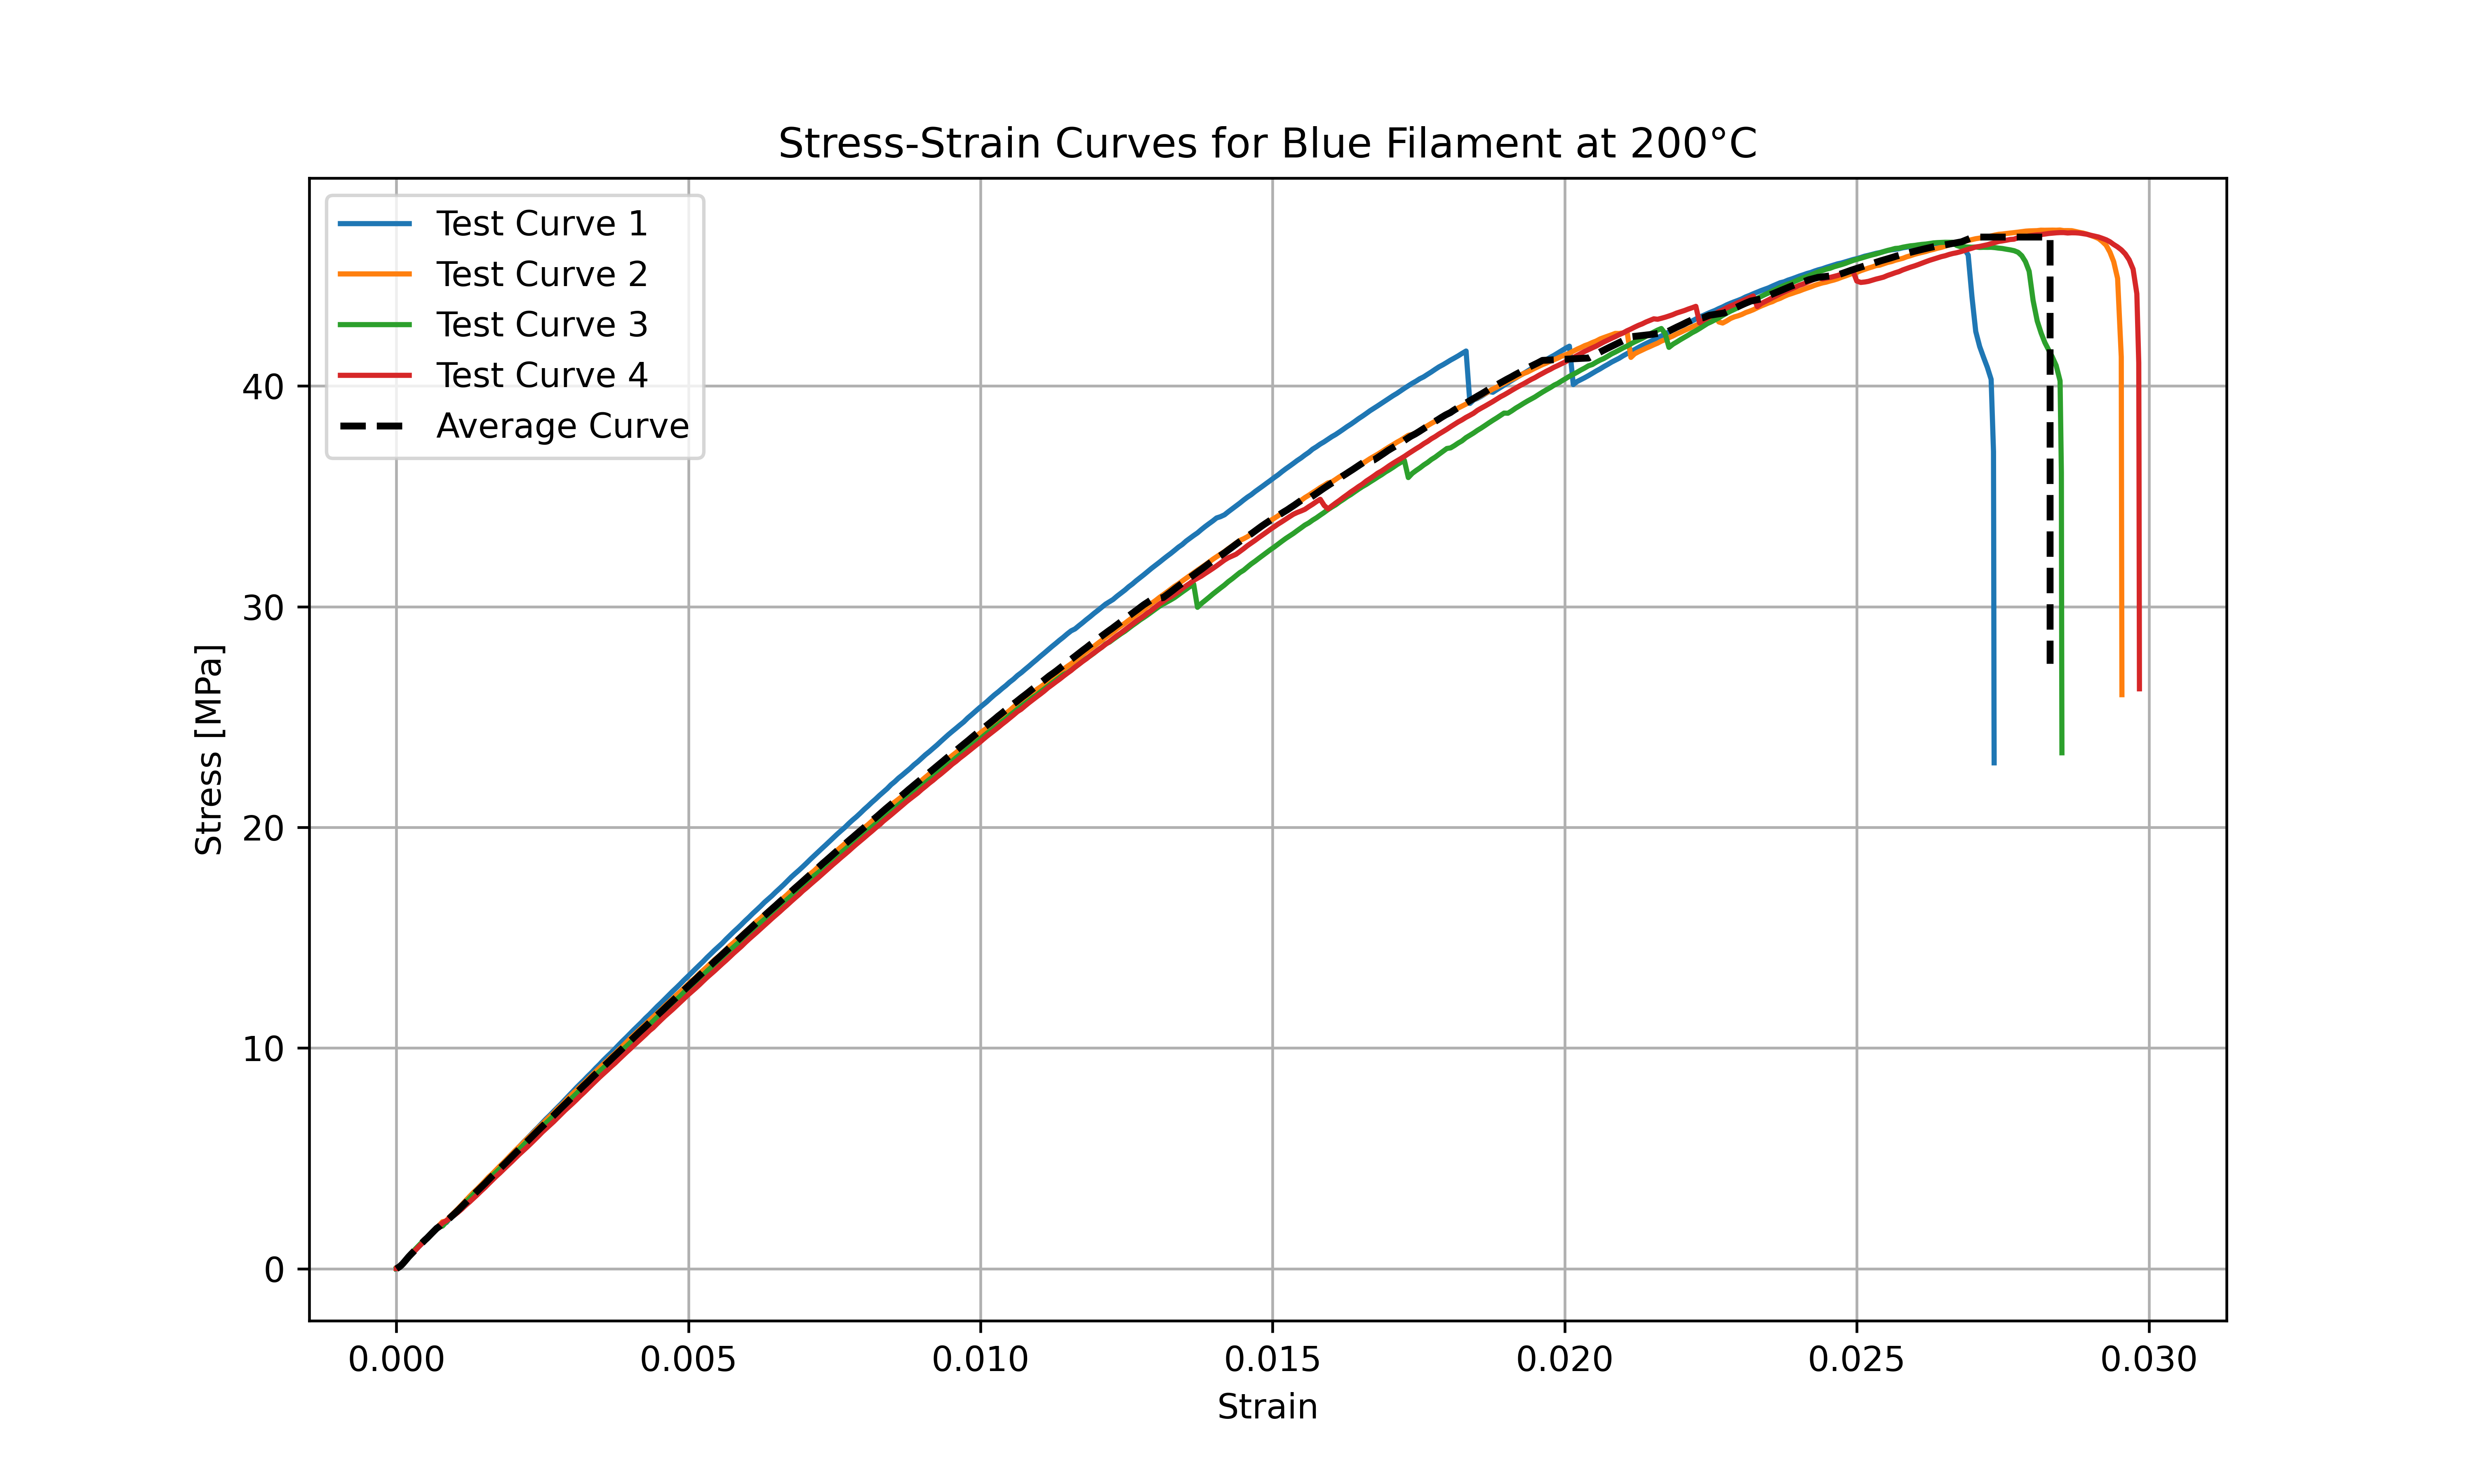 Stress-Strain Curves for Blue Filament at 200°C
Test Curve 1
Test Curve 2
Test Curve 3
Test Curve 4
Average Curve
Stress [MPa]
40
30
20
10
0
0.000 0.005 0.010 0.015 0.020 0.025 0.030
Strain